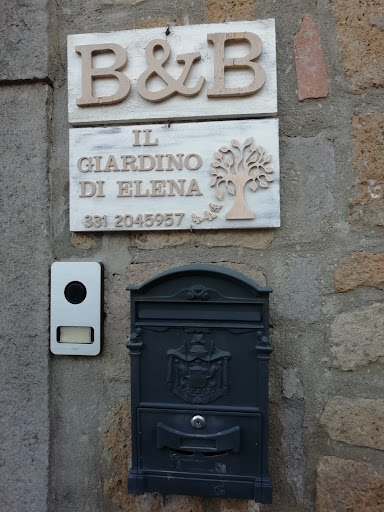 B&B
IL
GIARDINO
DI ELENA
331 2045957